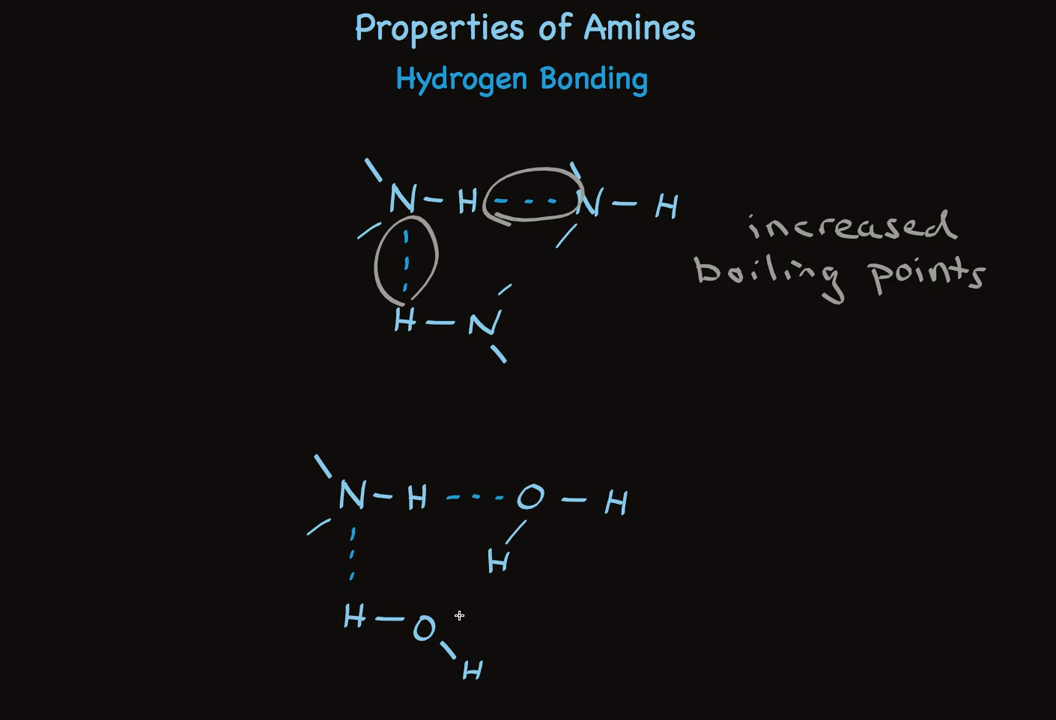 Properties of Amines
Hydrogen Bonding
N - H --- N - H
increased
boiling points
H - N
N - H --- O - H
H
H - O
H